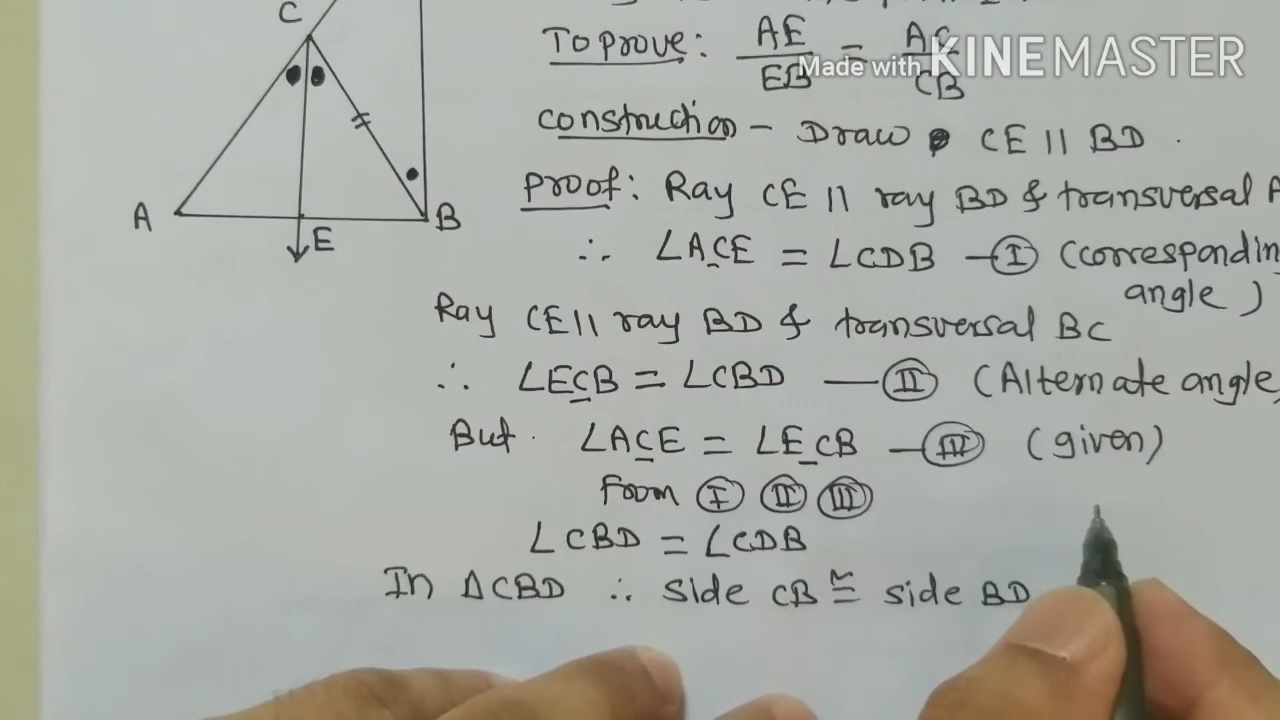 C
A
B
E
To prove: AE/EB = AC/CB
Made with KINEMASTER
Construction - Draw CE || BD.
Proof: Ray CE || ray BD & transversal A
∴ ∠ACE = ∠CDB — Ⓘ (corresponding
angle)
Ray CE || ray BD & transversal BC
∴ ∠ECB = ∠CBD — Ⅱ (Alternate angle
But ∠ACE = ∠ECB — Ⅲ (given)
From Ⅰ Ⅱ Ⅲ
∠CBD = ∠CDB
In ΔCBD ∴ side CB ≅ side BD